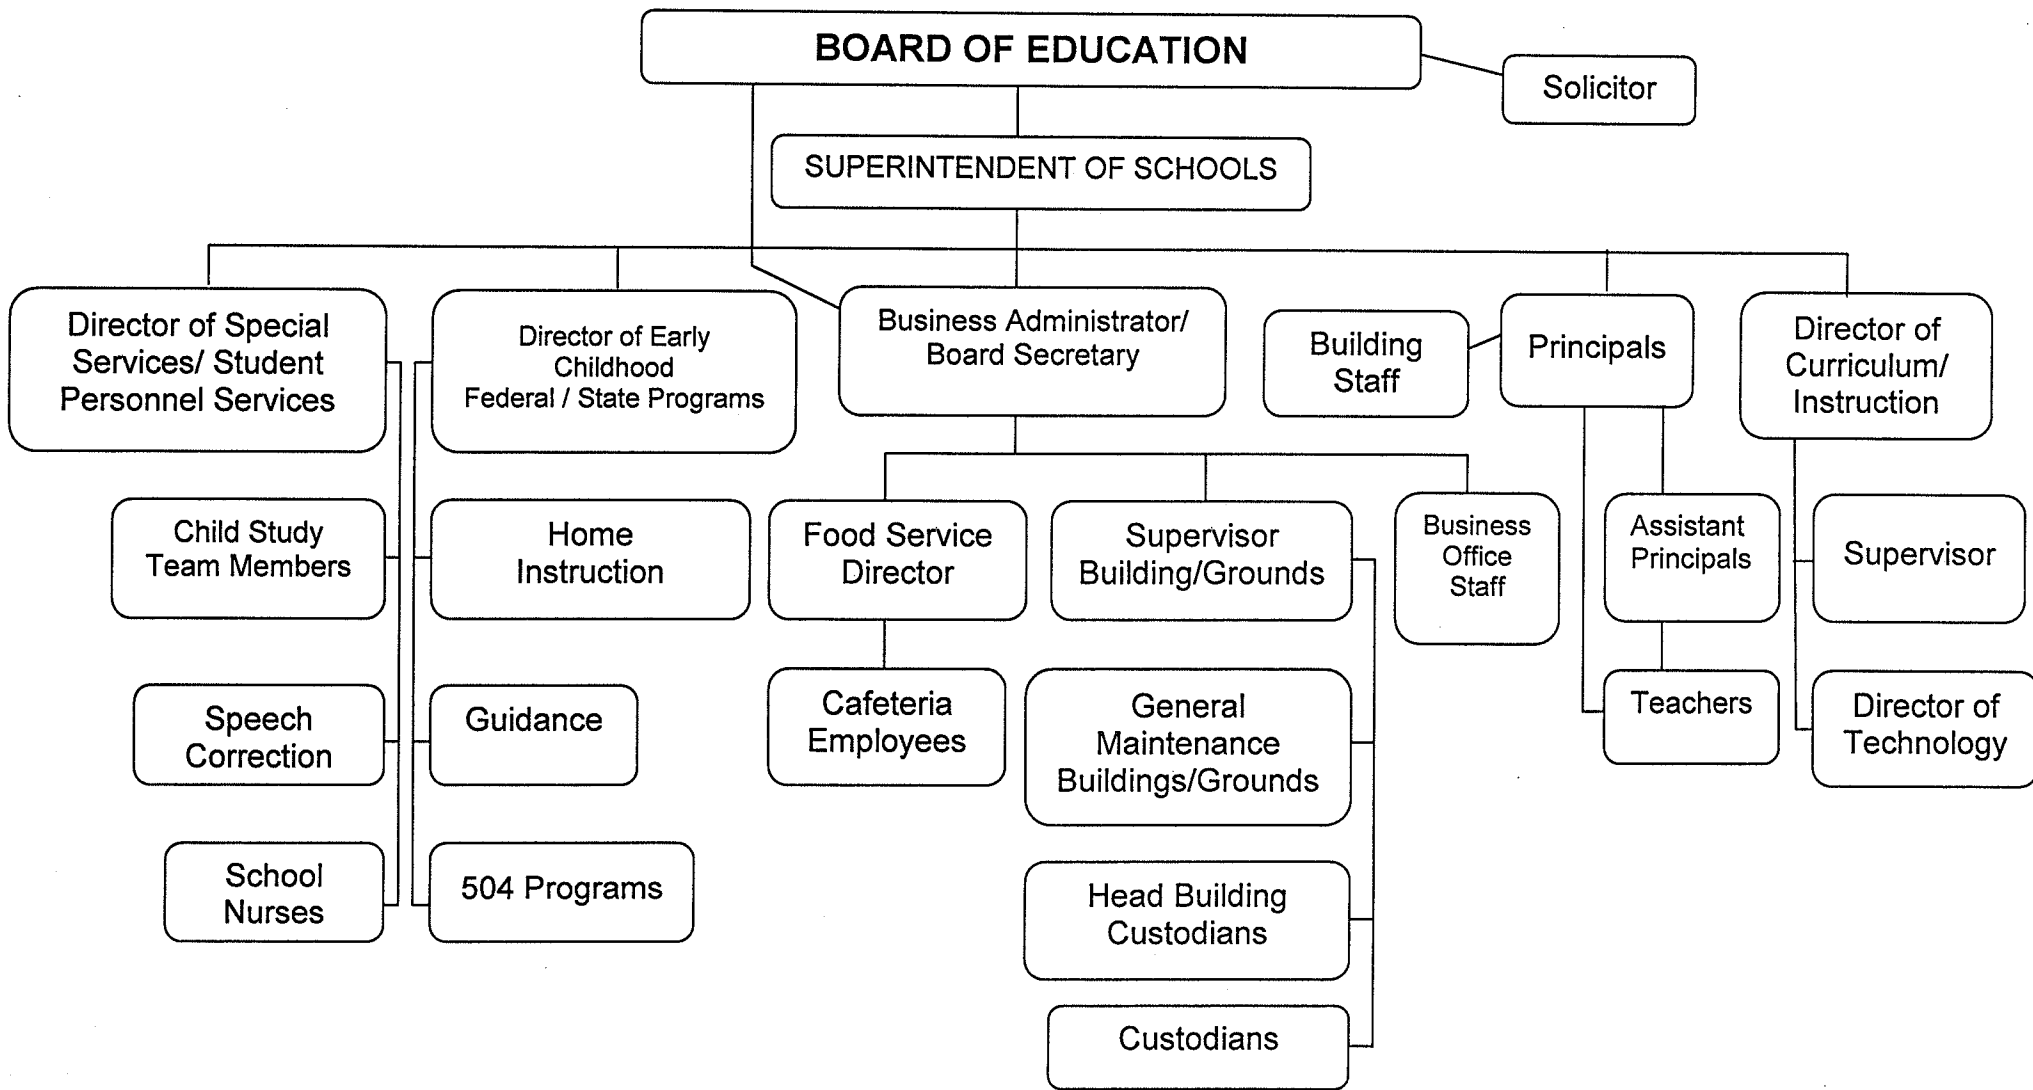 BOARD OF EDUCATION
Solicitor
SUPERINTENDENT OF SCHOOLS
Director of Special
Services/ Student
Personnel Services
Director of Early
Childhood
Federal / State Programs
Business Administrator/
Board Secretary
Building
Staff
Principals
Director of
Curriculum/
Instruction
Child Study
Team Members
Home
Instruction
Food Service
Director
Supervisor
Building/Grounds
Business
Office
Staff
Assistant
Principals
Supervisor
Speech
Correction
Guidance
Cafeteria
Employees
General
Maintenance
Buildings/Grounds
Teachers
Director of
Technology
School
Nurses
504 Programs
Head Building
Custodians
Custodians